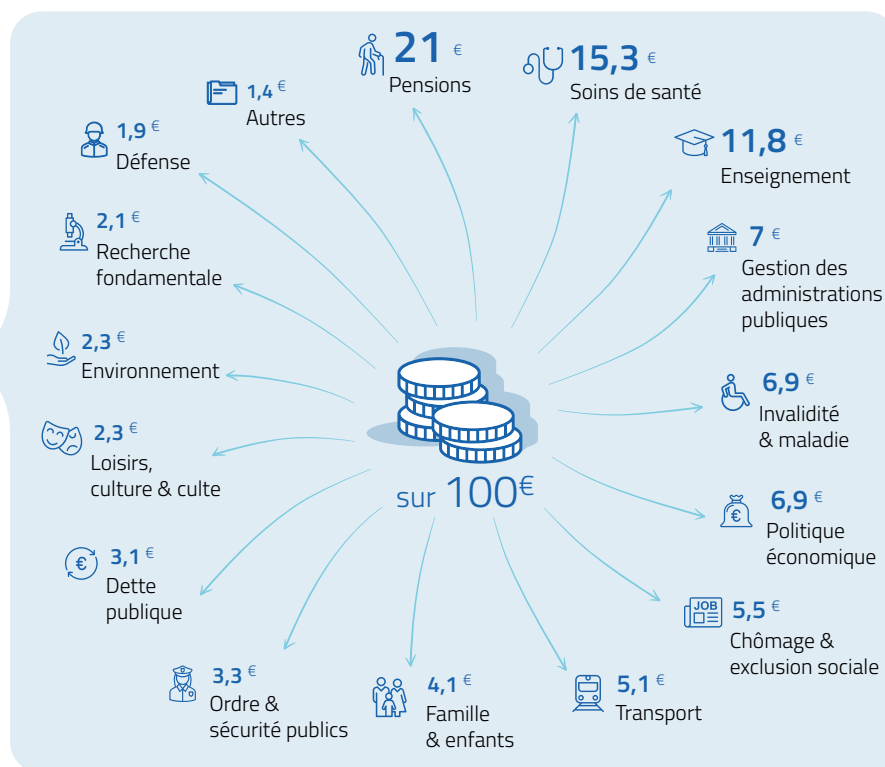 21 €
Pensions
15,3 €
Soins de santé
11,8 €
Enseignement
7 €
Gestion des
administrations
publiques
6,9 €
Invalidité
& maladie
6,9 €
€
Politique
économique
JOB
5,5 €
Chômage &
exclusion sociale
5,1 €
Transport
4,1 €
Famille
& enfants
3,3 €
Ordre &
sécurité publics
€
3,1 €
Dette
publique
2,3 €
Loisirs,
culture & culte
2,3 €
Environnement
2,1 €
Recherche
fondamentale
1,9 €
Défense
1,4 €
Autres
sur 100€